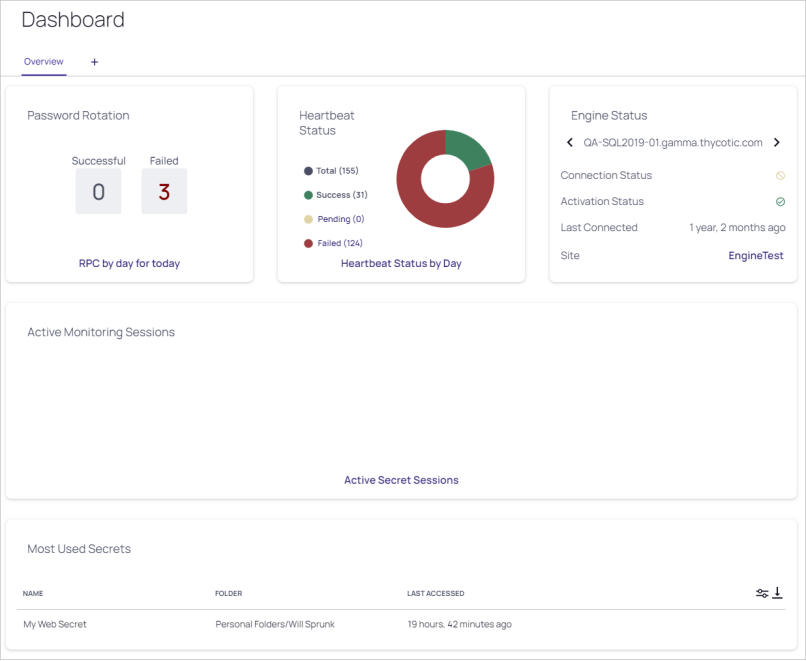 Dashboard
Overview
+
Password Rotation
Successful Failed
0 3
RPC by day for today
Heartbeat
Status
Total (155)
Success (31)
Pending (0)
Failed (124)
Heartbeat Status by Day
Engine Status
QA-SQL2019-01.gamma.thycotic.com
Connection Status
Activation Status
Last Connected 1 year, 2 months ago
Site EngineTest
Active Monitoring Sessions
Active Secret Sessions
Most Used Secrets
NAME FOLDER LAST ACCESSED
My Web Secret Personal Folders/Will Sprunk 19 hours, 42 minutes ago